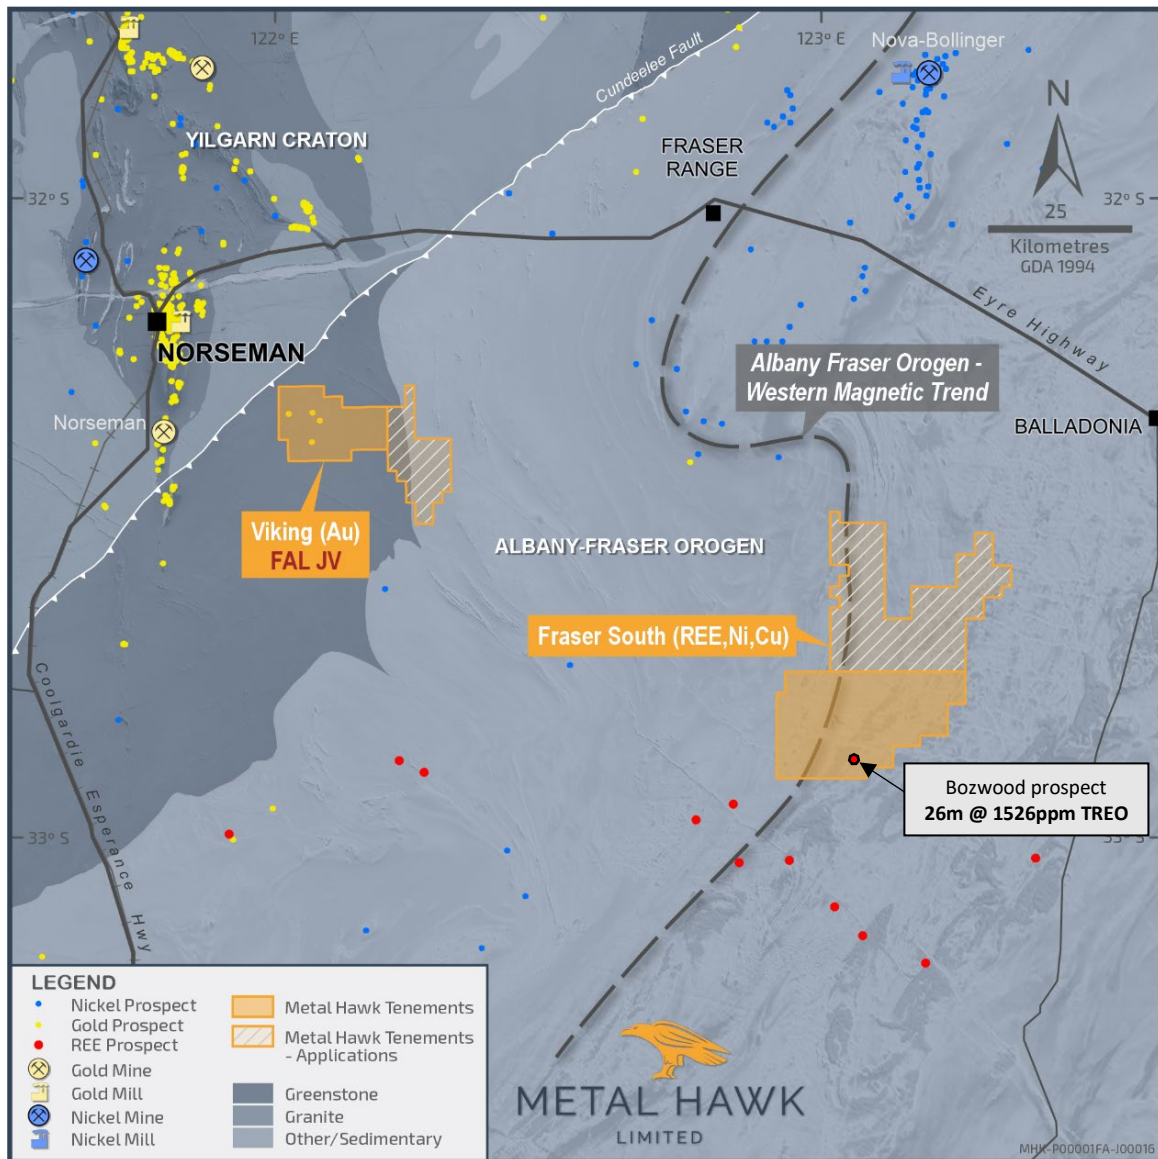 122° E
123° E
Nova-Bollinger
Cundeelee Fault
N
YILGARN CRATON
FRASER
RANGE
32° S
32° S
25
Kilometres
GDA 1994
Eyre Highway
NORSEMAN
Albany Fraser Orogen -
Western Magnetic Trend
Norseman
BALLADONIA
Viking (Au)
FAL JV
ALBANY-FRASER OROGEN
Fraser South (REE,Ni,Cu)
Coolgardie Esperance Hwy
Bozwood prospect
26m @ 1526ppm TREO
33° S
33° S
LEGEND
Nickel Prospect
Gold Prospect
REE Prospect
Gold Mine
Gold Mill
Nickel Mine
Nickel Mill
Metal Hawk Tenements
Metal Hawk Tenements
- Applications
Greenstone
Granite
Other/Sedimentary
METAL HAWK
LIMITED
MHK-P00001FA-J00016